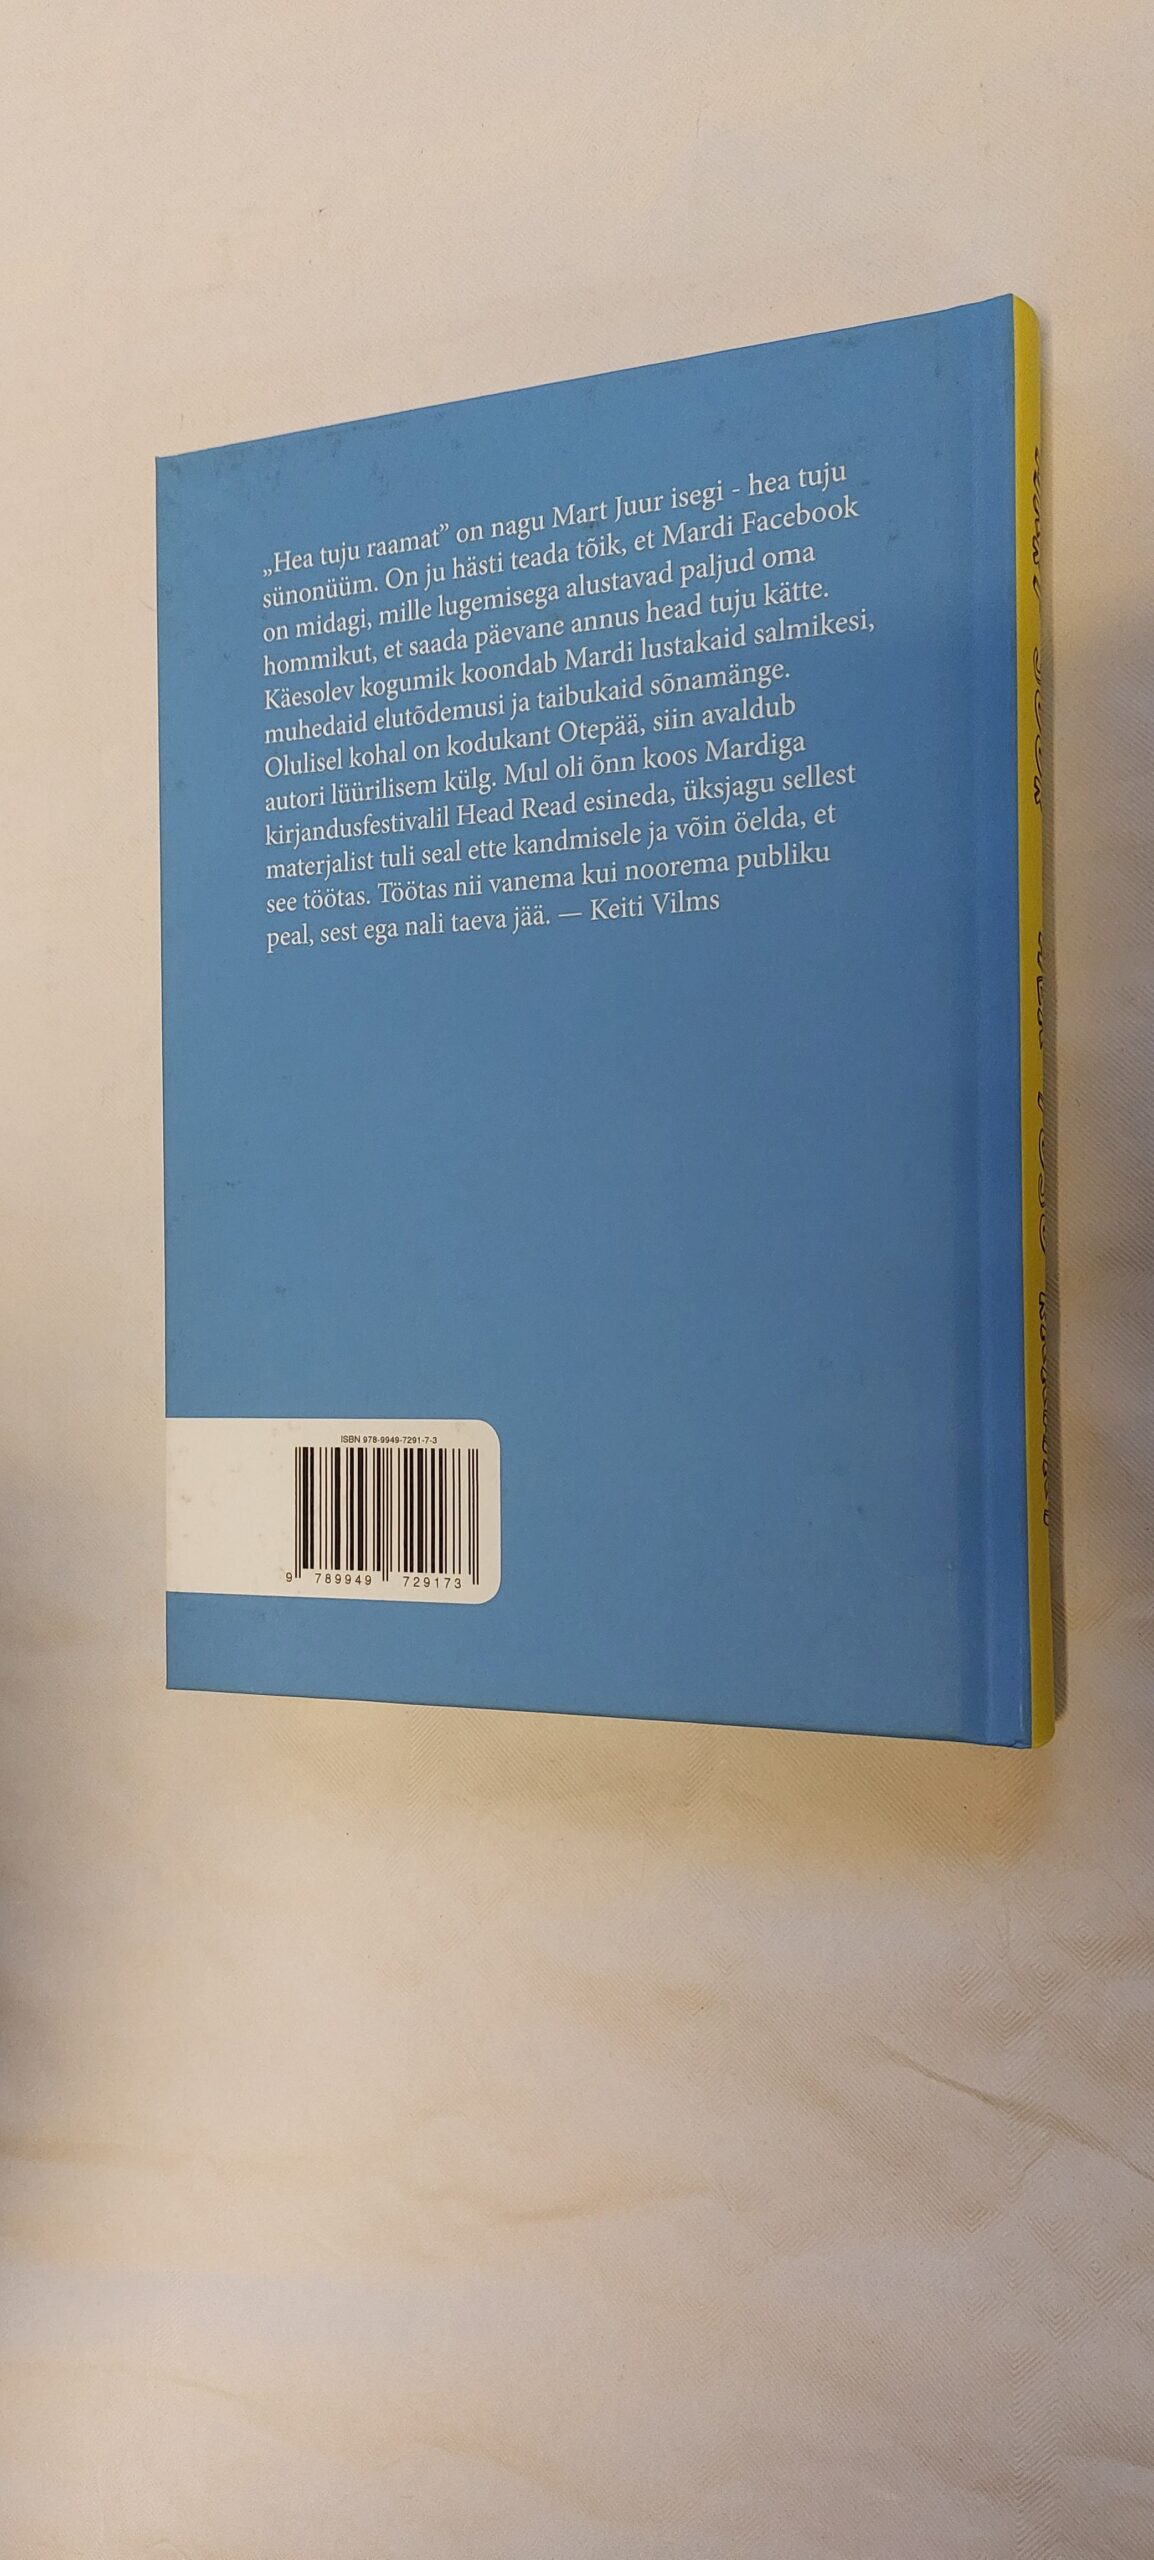 „Hea tuju raamat” on nagu Mart Juur isegi - hea tuju
sünonüüm. On ju hästi teada tõik, et Mardi Facebook
on midagi, mille lugemisega alustavad paljud oma
hommikut, et saada päevane annus head tuju kätte.
Käesolev kogumik koondab Mardi lustakaid salmikesi,
muhedaid elutõdemusi ja taibukaid sõnamänge.
Olulisel kohal on kodukant Otepää, siin avaldub
autori lüürilisem külg. Mul oli õnn koos Mardiga
kirjandusfestivalil Head Read esineda, üksjagu sellest
materjalist tuli seal ette kandmisele ja võin öelda, et
see töötas. Töötas nii vanema kui noorema publiku
peal, sest ega nali taeva jää. — Keiti Vilms
ISBN 978-9949-7291-7-3
9 789949 729173